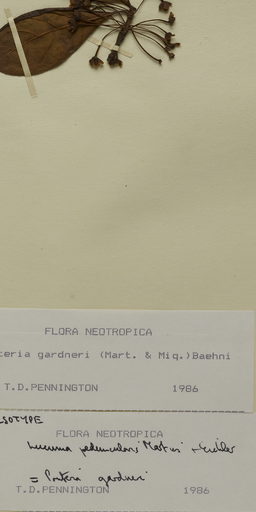 FLORA NEOTROPICA
teria gardneri (Mart. & Miq.)Baehni
T.D.PENNINGTON 1986
SOTYPE
FLORA NEOTROPICA
Lucuma pedunculosa Martius & Eichler
= Pouteria gardneri
T.D.PENNINGTON 1986